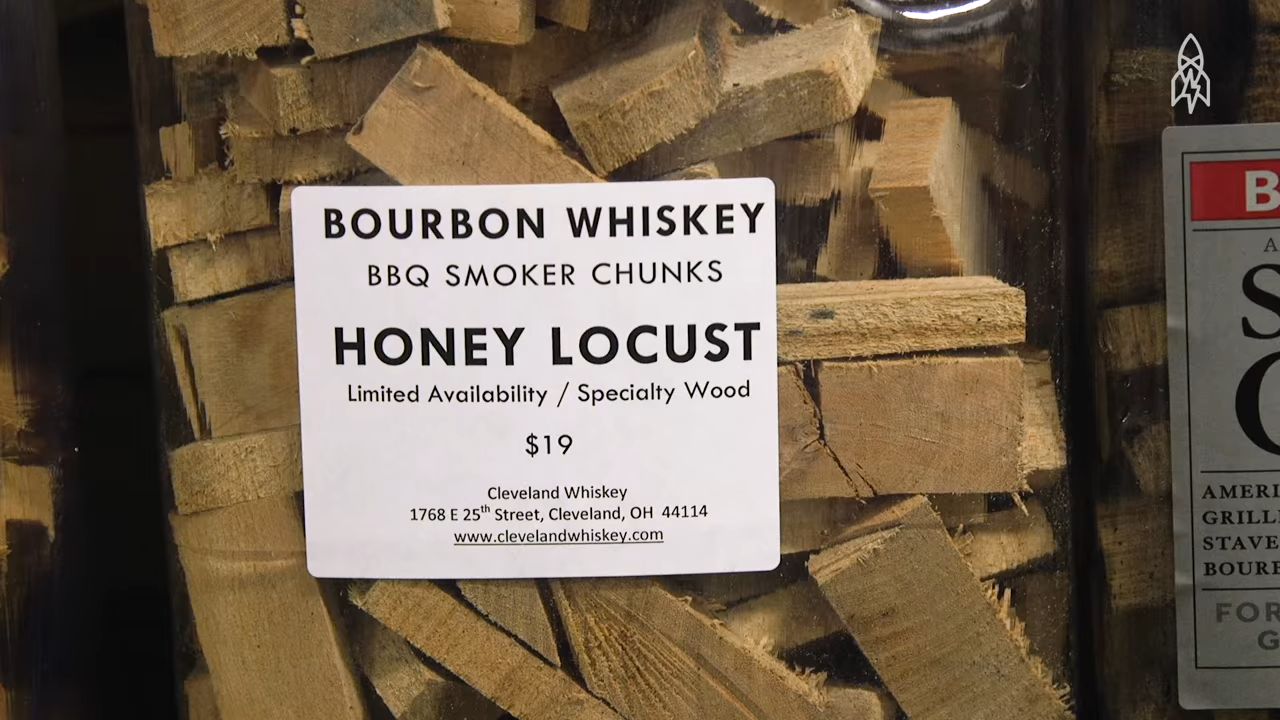 BOURBON WHISKEY
BBQ SMOKER CHUNKS
HONEY LOCUST
Limited Availability / Specialty Wood
$19
Cleveland Whiskey
1768 E 25th Street, Cleveland, OH 44114
www.clevelandwhiskey.com